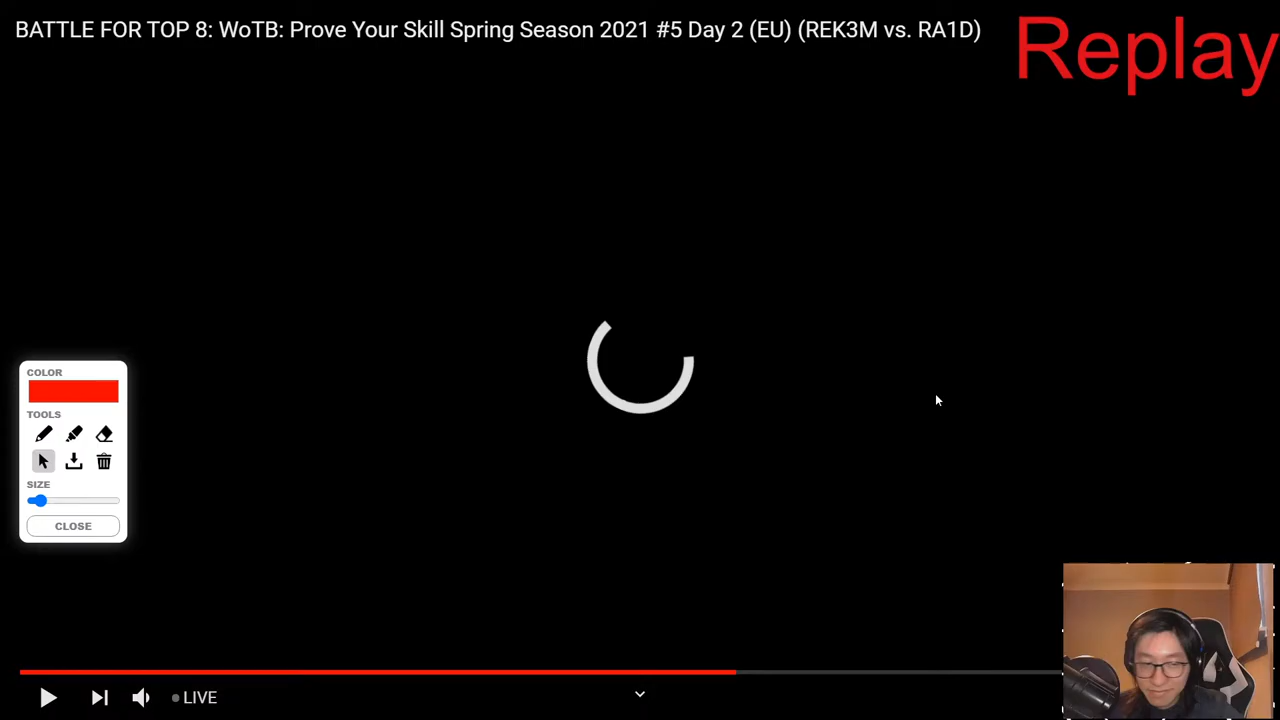 BATTLE FOR TOP 8: WoTB: Prove Your Skill Spring Season 2021 #5 Day 2 (EU) (REK3M vs. RA1D)
Replay
COLOR
TOOLS
SIZE
CLOSE
LIVE